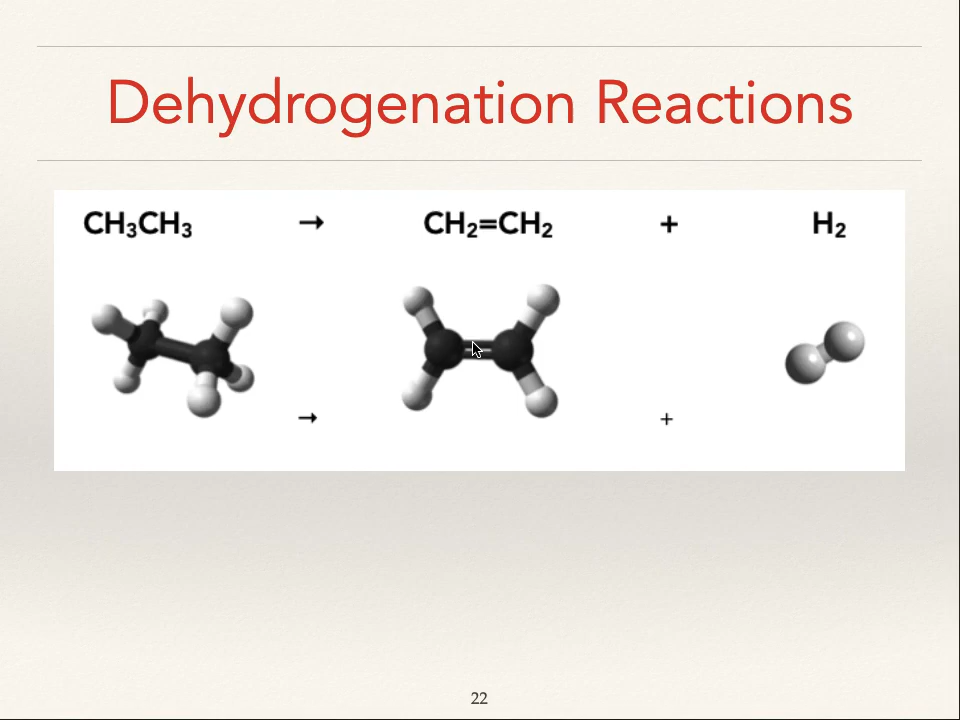 Dehydrogenation Reactions
CH₃CH₃ → CH₂=CH₂ + H₂
→ +
22